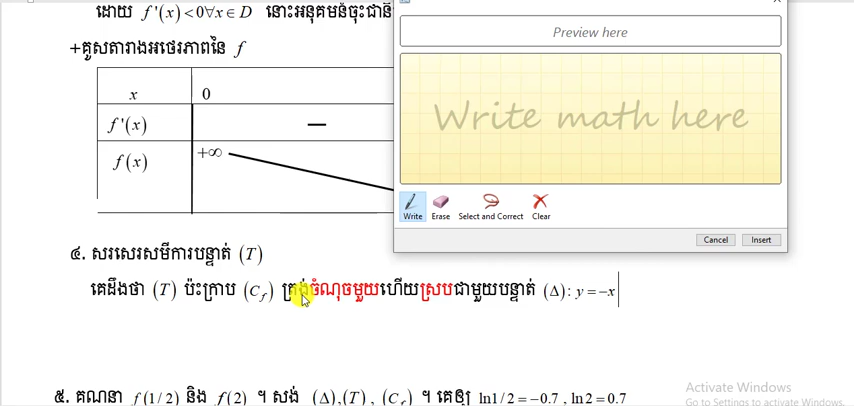 ដោយ f'(x)<0∀x∈D នោះអនុគមន៍ចុះជានិ
+គូសតារាងអថេរភាពនៃ f
x 0
f'(x) —
f(x) +∞
Preview here
Write math here
Write Erase Select and Correct Clear
Cancel Insert
៤. សរសេរសមីការបន្ទាត់ (T)
គេដឹងថា (T) ប៉ះក្រាប (Cf) ត្រង់ចំណុចមួយហើយស្របជាមួយបន្ទាត់ (Δ): y = −x
Activate Windows
Go to Settings to activate Windows.
៥. គណនា f(1/2) និង f(2) ។ សង់ (Δ),(T), (Cf) ។ គេឲ្យ ln1/2 = −0.7 , ln2 = 0.7